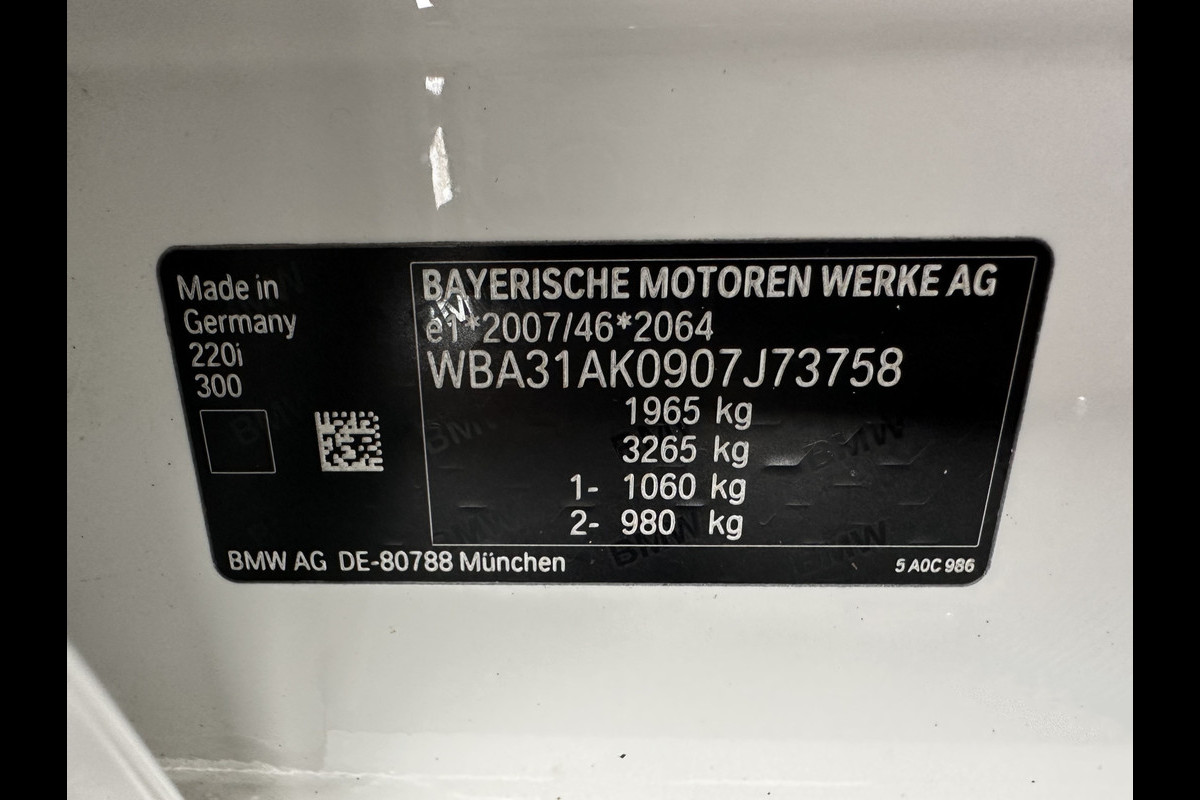 Made in
Germany
220i
300
BAYERISCHE MOTOREN WERKE AG
e1*2007/46*2064
WBA31AK0907J73758
1965 kg
3265 kg
1- 1060 kg
2- 980 kg
BMW AG DE-80788 München
5 A0C 986